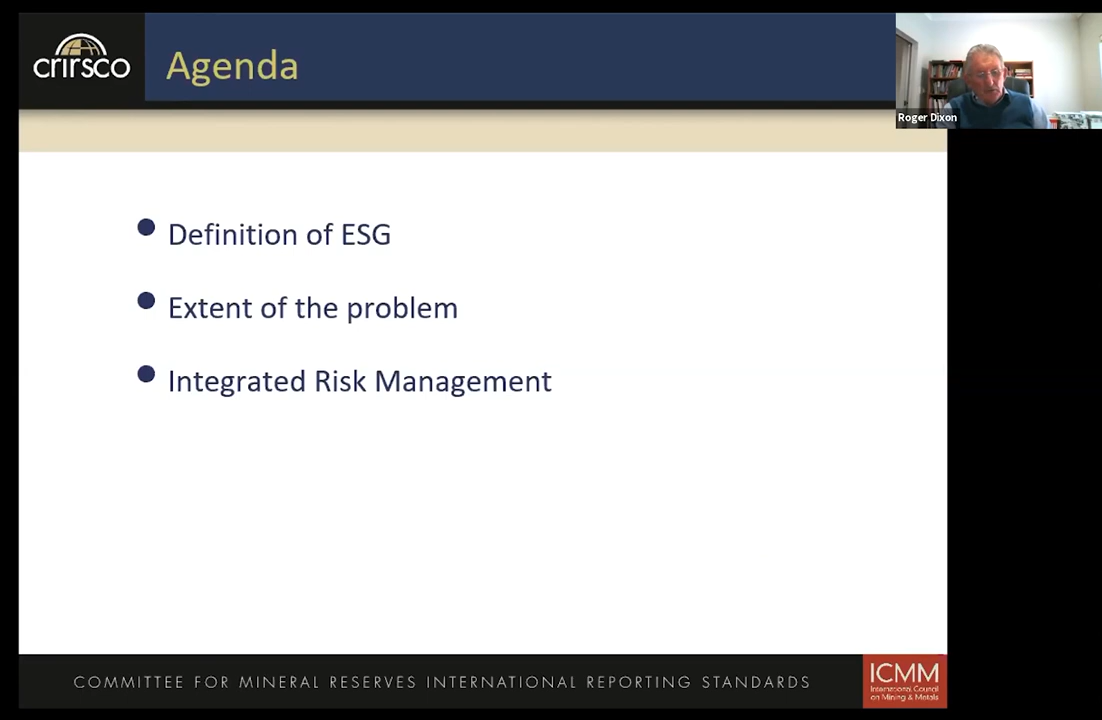 crirsco
Agenda
Roger Dixon
Definition of ESG
Extent of the problem
Integrated Risk Management
COMMITTEE FOR MINERAL RESERVES INTERNATIONAL REPORTING STANDARDS
ICMM
International Council
on Mining & Metals